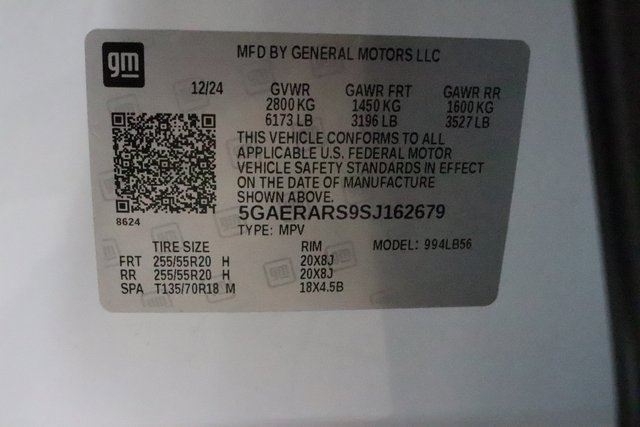 gm
MFD BY GENERAL MOTORS LLC
12/24 GVWR GAWR FRT GAWR RR
2800 KG 1450 KG 1600 KG
6173 LB 3196 LB 3527 LB
THIS VEHICLE CONFORMS TO ALL
APPLICABLE U.S. FEDERAL MOTOR
VEHICLE SAFETY STANDARDS IN EFFECT
ON THE DATE OF MANUFACTURE
SHOWN ABOVE.
8624
5GAERARS9SJ162679
TYPE: MPV
TIRE SIZE RIM MODEL: 994LB56
FRT 255/55R20 H 20X8J
RR 255/55R20 H 20X8J
SPA T135/70R18 M 18X4.5B